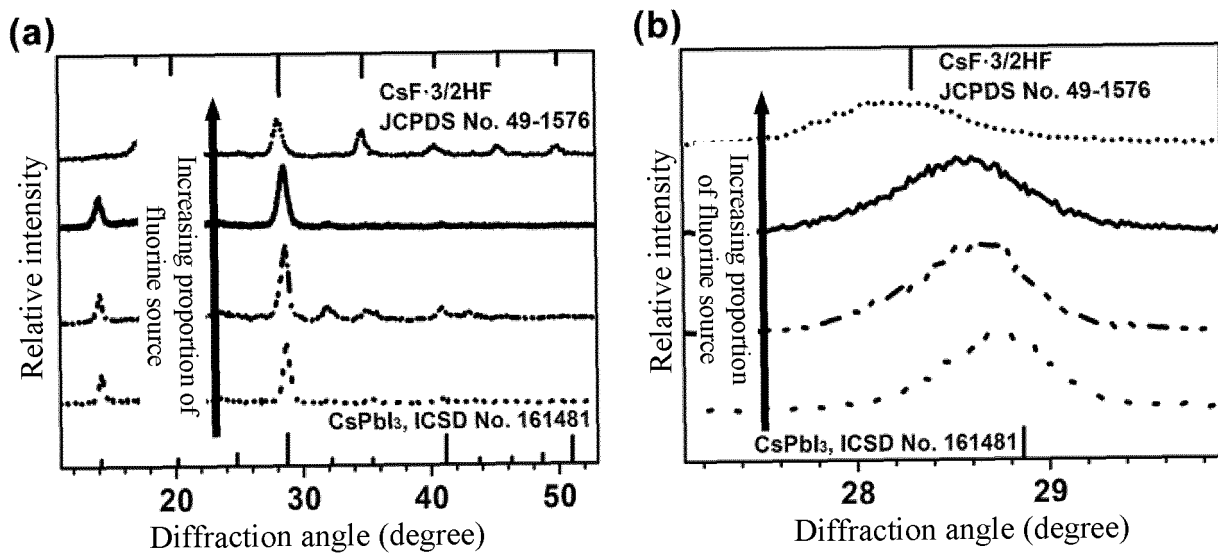 (a)
CsF·3/2HF
JCPDS No. 49-1576
Relative intensity
Increasing proportion of
fluorine source
CsPbI₃, ICSD No. 161481
20 30 40 50
Diffraction angle (degree)
(b)
CsF·3/2HF
JCPDS No. 49-1576
Relative intensity
Increasing proportion
of fluorine source
CsPbI₃, ICSD No. 161481
28 29
Diffraction angle (degree)